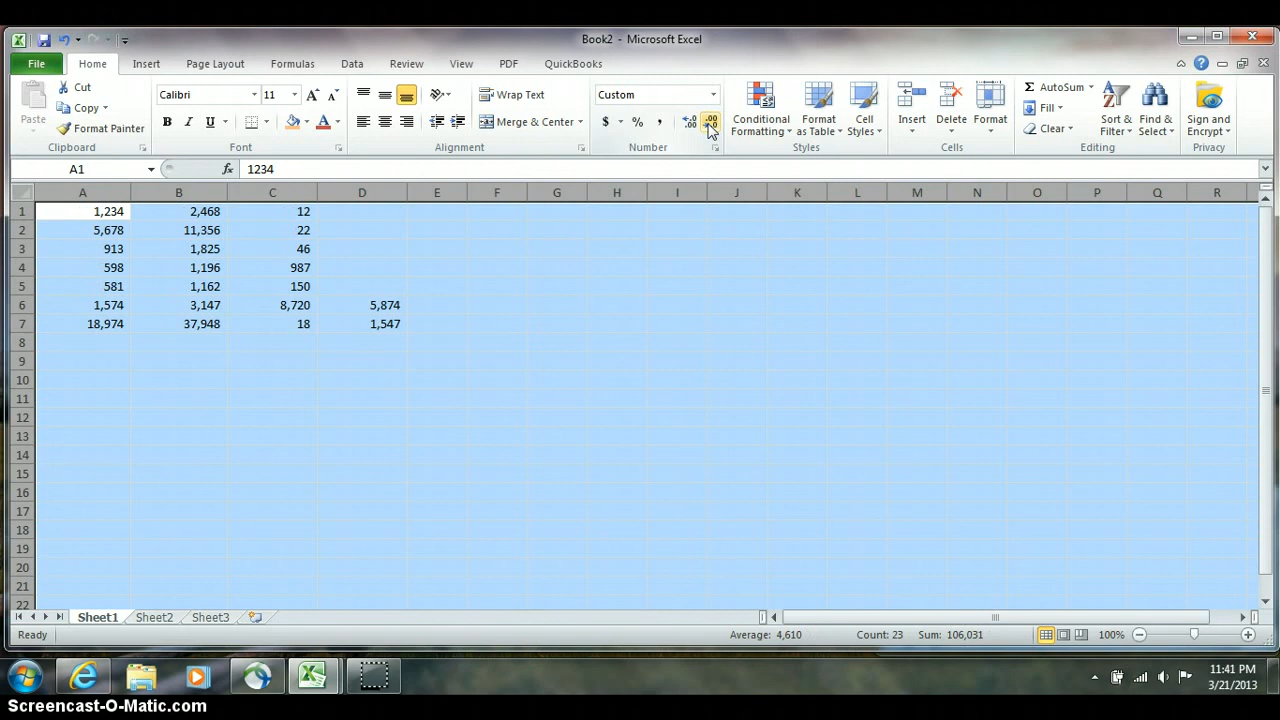 Book2 - Microsoft Excel
File Home Insert Page Layout Formulas Data Review View PDF QuickBooks
Paste
Cut
Copy
Format Painter
Clipboard
Calibri 11
B I U
Font
Wrap Text
Merge & Center
Alignment
Custom
$ % ,
Number
Conditional Formatting
Format as Table
Cell Styles
Styles
Insert Delete Format
Cells
AutoSum
Fill
Clear
Sort & Filter
Find & Select
Editing
Sign and Encrypt
Privacy
A1 fx 1234
A B C D E F G H I J K L M N O P Q R
1 1,234 2,468 12
2 5,678 11,356 22
3 913 1,825 46
4 598 1,196 987
5 581 1,162 150
6 1,574 3,147 8,720 5,874
7 18,974 37,948 18 1,547
8
9
10
11
12
13
14
15
16
17
18
19
20
21
22
Sheet1 Sheet2 Sheet3
Ready Average: 4,610 Count: 23 Sum: 106,031 100%
11:41 PM
3/21/2013
Screencast-O-Matic.com